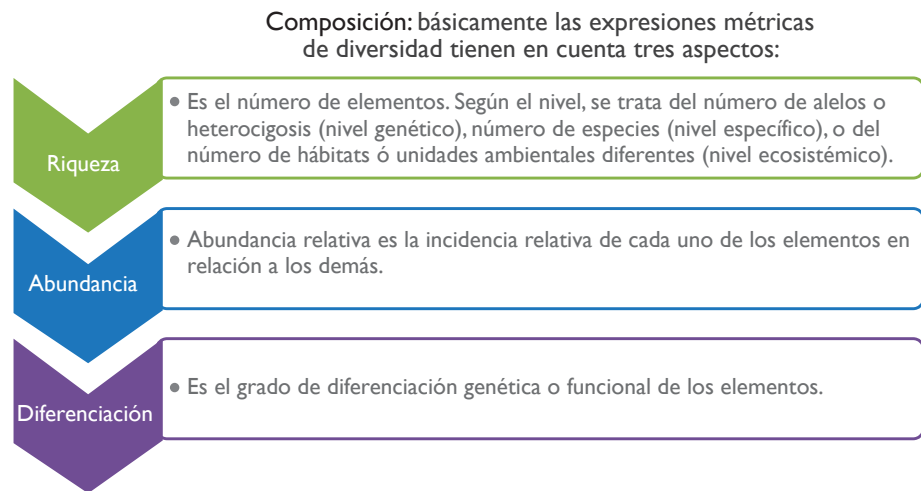 Composición: básicamente las expresiones métricas
de diversidad tienen en cuenta tres aspectos:
Riqueza
• Es el número de elementos. Según el nivel, se trata del número de alelos o
heterocigosis (nivel genético), número de especies (nivel específico), o del
número de hábitats ó unidades ambientales diferentes (nivel ecosistémico).
Abundancia
• Abundancia relativa es la incidencia relativa de cada uno de los elementos en
relación a los demás.
Diferenciación
• Es el grado de diferenciación genética o funcional de los elementos.